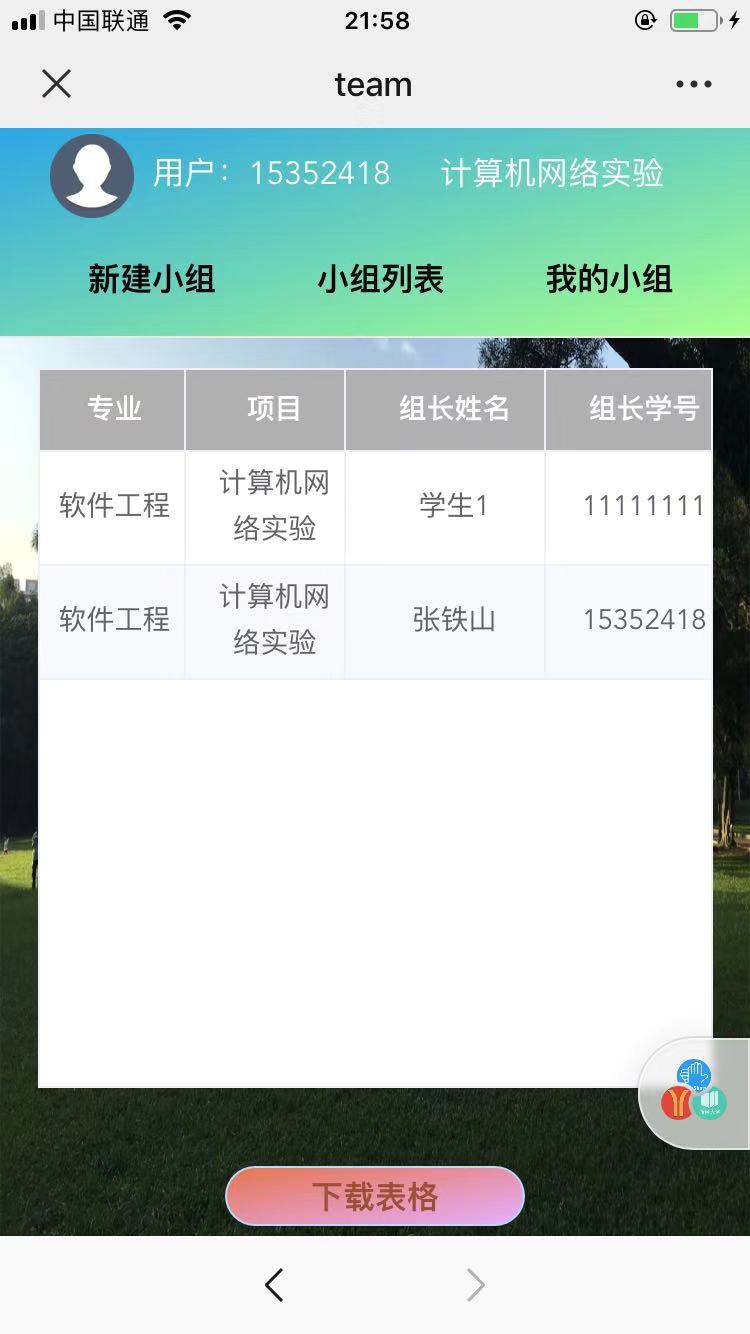 中国联通 21:58
team
用户：15352418 计算机网络实验
新建小组 小组列表 我的小组
专业 项目 组长姓名 组长学号
软件工程 计算机网 学生1 11111111
络实验
软件工程 计算机网 张铁山 15352418
络实验
下载表格